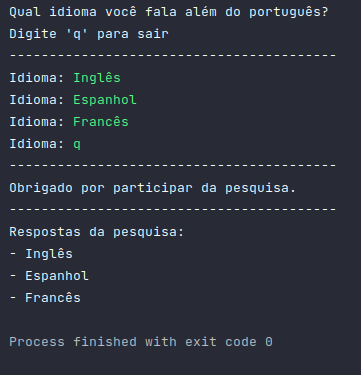 Qual idioma você fala além do português?
Digite 'q' para sair
-----------------------------------------
Idioma: Inglês
Idioma: Espanhol
Idioma: Francês
Idioma: q
-----------------------------------------
Obrigado por participar da pesquisa.
-----------------------------------------
Respostas da pesquisa:
- Inglês
- Espanhol
- Francês
Process finished with exit code 0